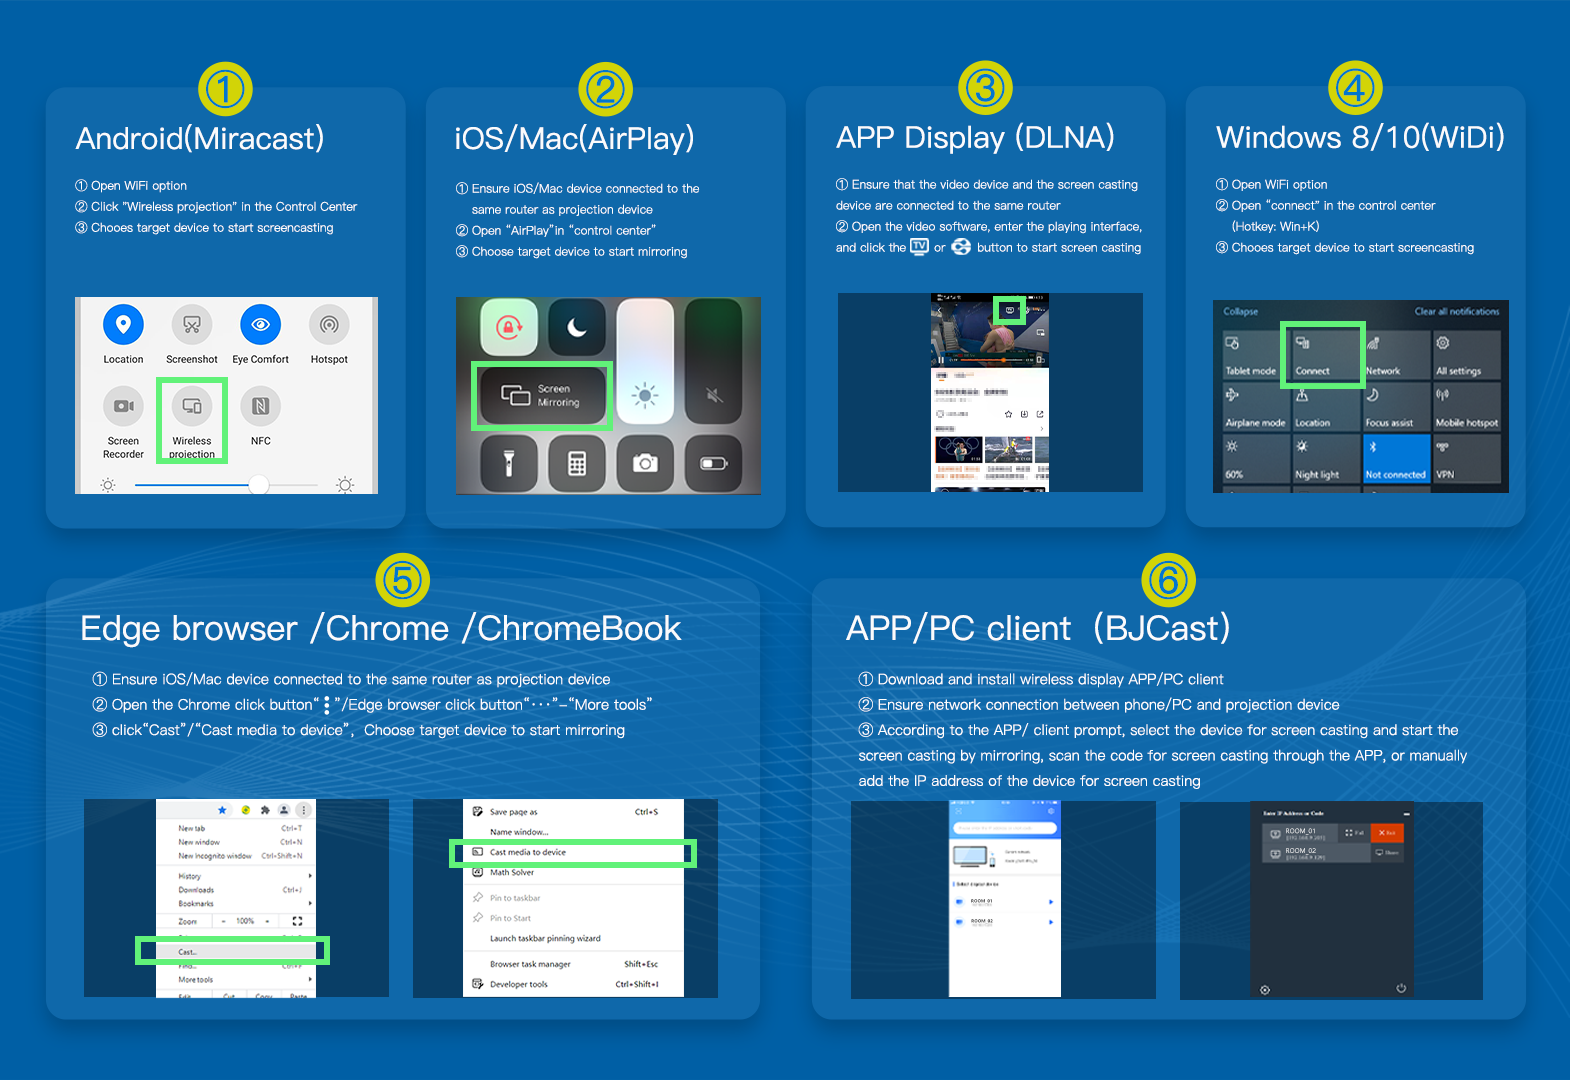 ①
Android(Miracast)
① Open WiFi option
② Click "Wireless projection" in the Control Center
③ Chooes target device to start screencasting
Location Screenshot Eye Comfort Hotspot
Screen Recorder Wireless projection NFC
②
iOS/Mac(AirPlay)
① Ensure iOS/Mac device connected to the
same router as projection device
② Open “AirPlay”in “control center”
③ Choose target device to start mirroring
Screen
Mirroring
③
APP Display (DLNA)
① Ensure that the video device and the screen casting
device are connected to the same router
② Open the video software, enter the playing interface,
and click the TV or button to start screen casting
④
Windows 8/10(WiDi)
① Open WiFi option
② Open “connect” in the control center
(Hotkey: Win+K)
③ Chooes target device to start screencasting
Collapse Clear all notifications
Tablet mode Connect Network All settings
Airplane mode Location Focus assist Mobile hotspot
60% Night light Not connected VPN
⑤
Edge browser /Chrome /ChromeBook
① Ensure iOS/Mac device connected to the same router as projection device
② Open the Chrome click button“⋮”/Edge browser click button“···”-“More tools”
③ click“Cast”/“Cast media to device”, Choose target device to start mirroring
New tab Ctrl+T
New window Ctrl+N
New Incognito window Ctrl+Shift+N
History
Downloads Ctrl+J
Bookmarks
Zoom - 100% +
Cast...
Find... Ctrl+F
More tools
Edit Cut Copy Paste
Save page as Ctrl+S
Name window...
Cast media to device
Math Solver
Pin to taskbar
Pin to Start
Launch taskbar pinning wizard
Browser task manager Shift+Esc
Developer tools Ctrl+Shift+I
⑥
APP/PC client (BJCast)
① Download and install wireless display APP/PC client
② Ensure network connection between phone/PC and projection device
③ According to the APP/ client prompt, select the device for screen casting and start the
screen casting by mirroring, scan the code for screen casting through the APP, or manually
add the IP address of the device for screen casting
Select display device
ROOM_01
ROOM_02
Enter IP Address or Code
ROOM_01 Full Exit
ROOM_02 Share